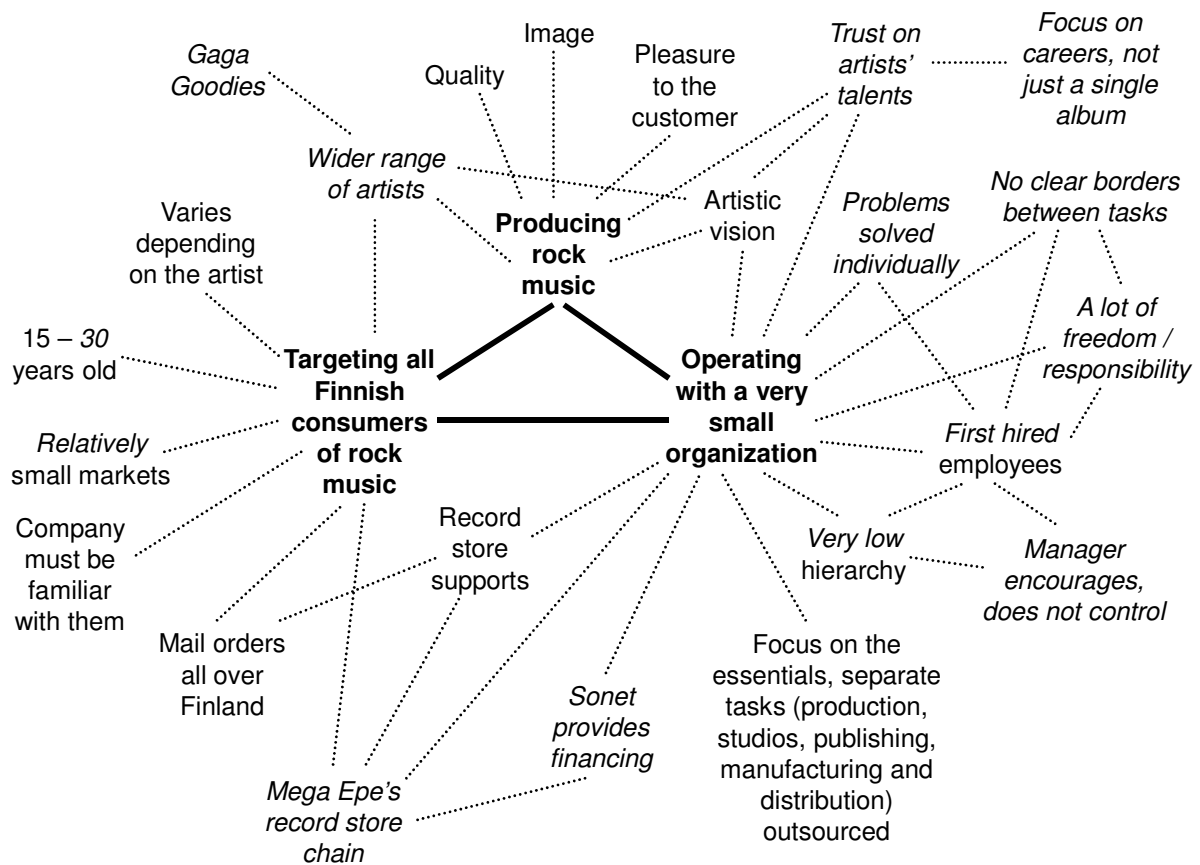 Gaga
Goodies
Image
Quality
Pleasure
to the
customer
Trust on
artists’
talents
Focus on
careers, not
just a single
album
Wider range
of artists
Varies
depending
on the artist
Producing
rock
music
Artistic
vision
Problems
solved
individually
No clear borders
between tasks
15 – 30
years old
Targeting all
Finnish
consumers
of rock
music
Operating
with a very
small
organization
A lot of
freedom /
responsibility
Relatively
small markets
First hired
employees
Company
must be
familiar
with them
Record
store
supports
Very low
hierarchy
Manager
encourages,
does not control
Mail orders
all over
Finland
Sonet
provides
financing
Focus on the
essentials, separate
tasks (production,
studios, publishing,
manufacturing and
distribution)
outsourced
Mega Epe’s
record store
chain